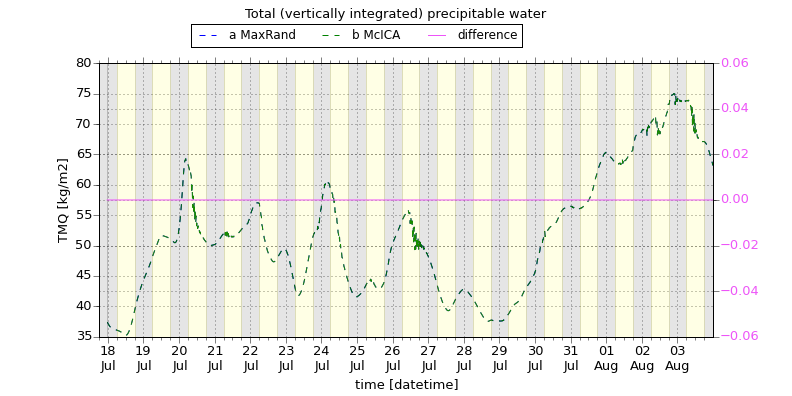 Total (vertically integrated) precipitable water
a MaxRand b McICA difference
80 0.06
75
70 0.04
65 0.02
60
55 0.00
50 −0.02
45
40 −0.04
35 −0.06
TMQ [kg/m2]
18 19 20 21 22 23 24 25 26 27 28 29 30 31 01 02 03
Jul Jul Jul Jul Jul Jul Jul Jul Jul Jul Jul Jul Jul Jul Aug Aug Aug
time [datetime]